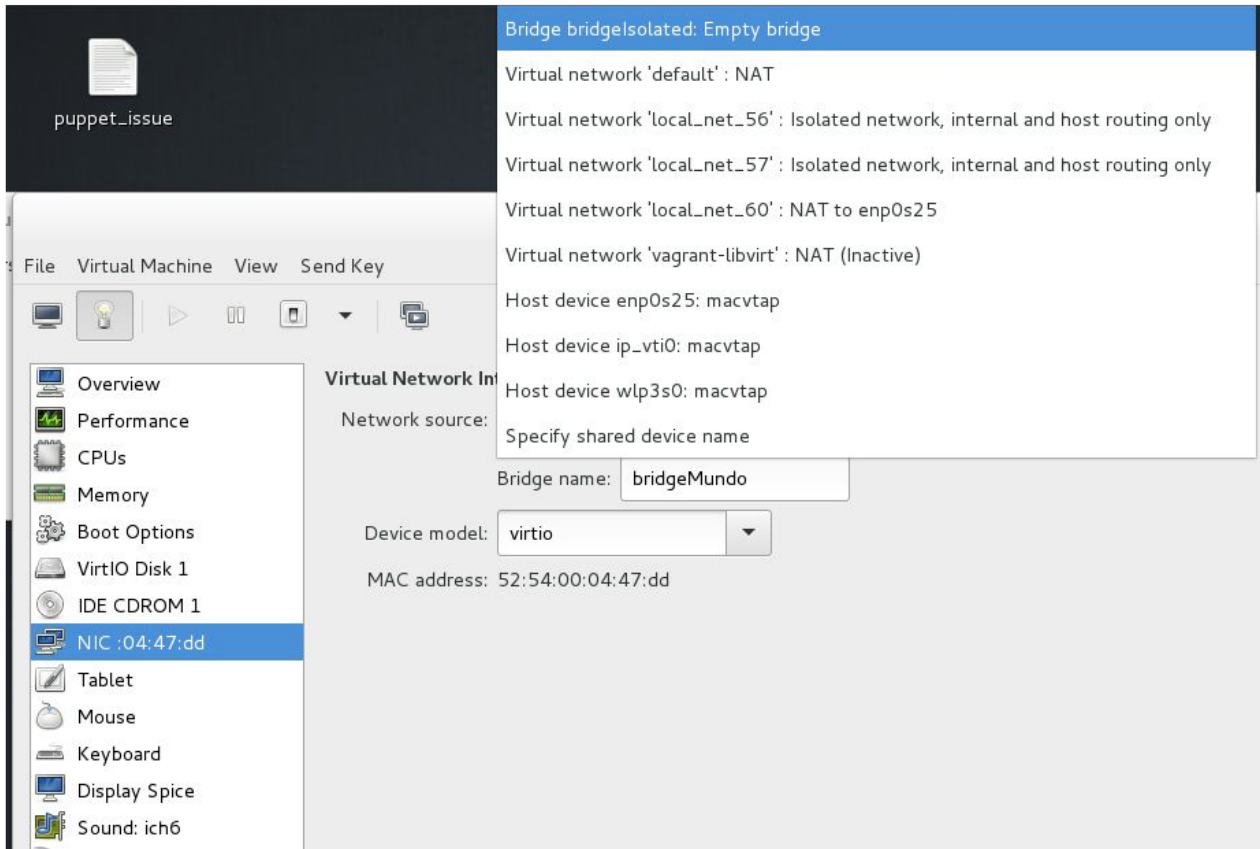 puppet_issue
Bridge bridgeIsolated: Empty bridge
Virtual network 'default' : NAT
Virtual network 'local_net_56' : Isolated network, internal and host routing only
Virtual network 'local_net_57' : Isolated network, internal and host routing only
Virtual network 'local_net_60' : NAT to enp0s25
Virtual network 'vagrant-libvirt' : NAT (Inactive)
Host device enp0s25: macvtap
Host device ip_vti0: macvtap
Host device wlp3s0: macvtap
Specify shared device name
File Virtual Machine View Send Key
Overview
Performance
CPUs
Memory
Boot Options
VirtIO Disk 1
IDE CDROM 1
NIC :04:47:dd
Tablet
Mouse
Keyboard
Display Spice
Sound: ich6
Virtual Network
Network source:
Bridge name: bridgeMundo
Device model: virtio
MAC address: 52:54:00:04:47:dd